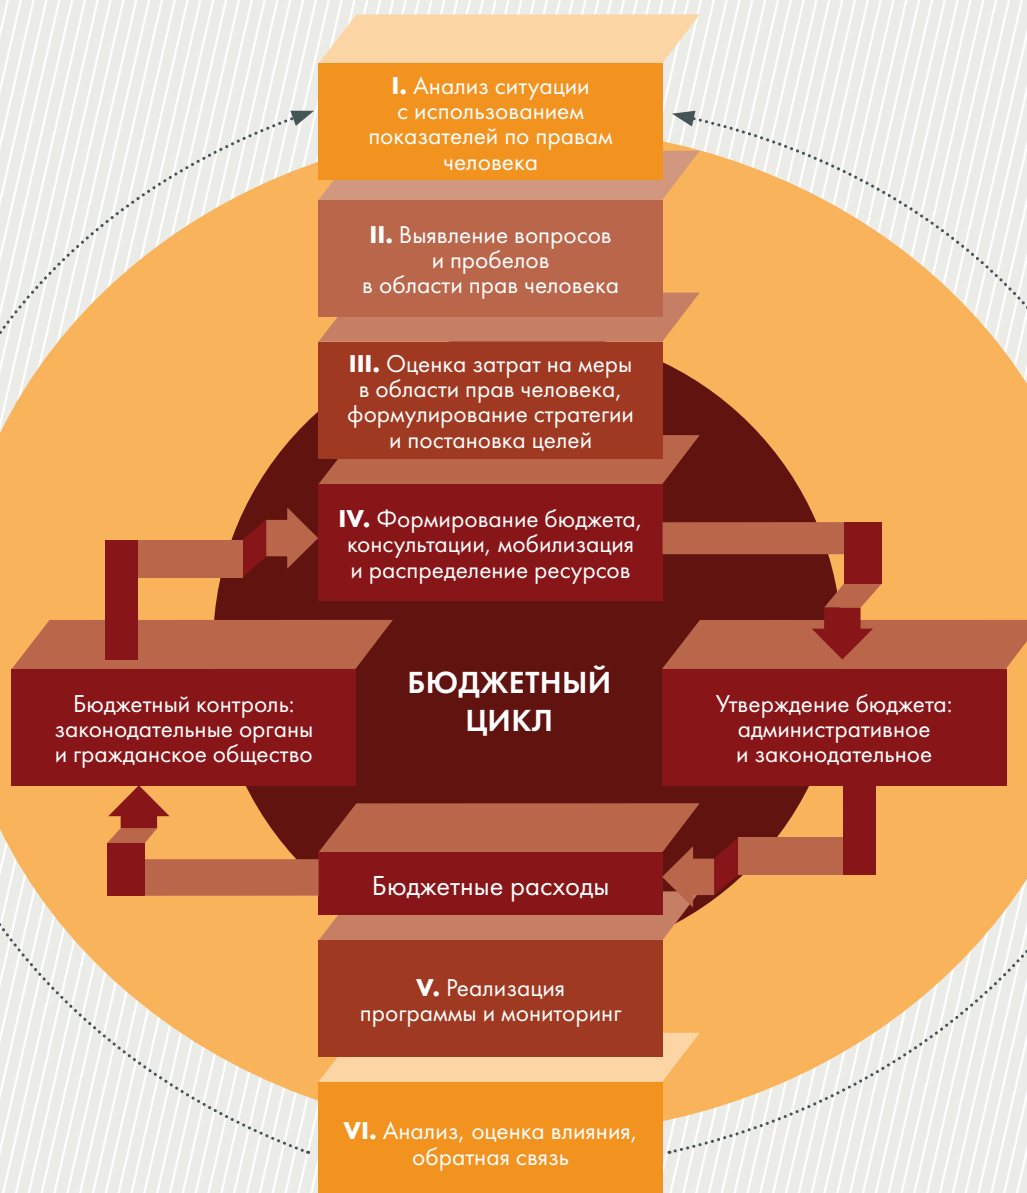 I. Анализ ситуации
с использованием
показателей по правам
человека
II. Выявление вопросов
и пробелов
в области прав человека
III. Оценка затрат на меры
в области прав человека,
формулирование стратегии
и постановка целей
IV. Формирование бюджета,
консультации, мобилизация
и распределение ресурсов
БЮДЖЕТНЫЙ
ЦИКЛ
Бюджетный контроль:
законодательные органы
и гражданское общество
Утверждение бюджета:
административное
и законодательное
Бюджетные расходы
V. Реализация
программы и мониторинг
VI. Анализ, оценка влияния,
обратная связь